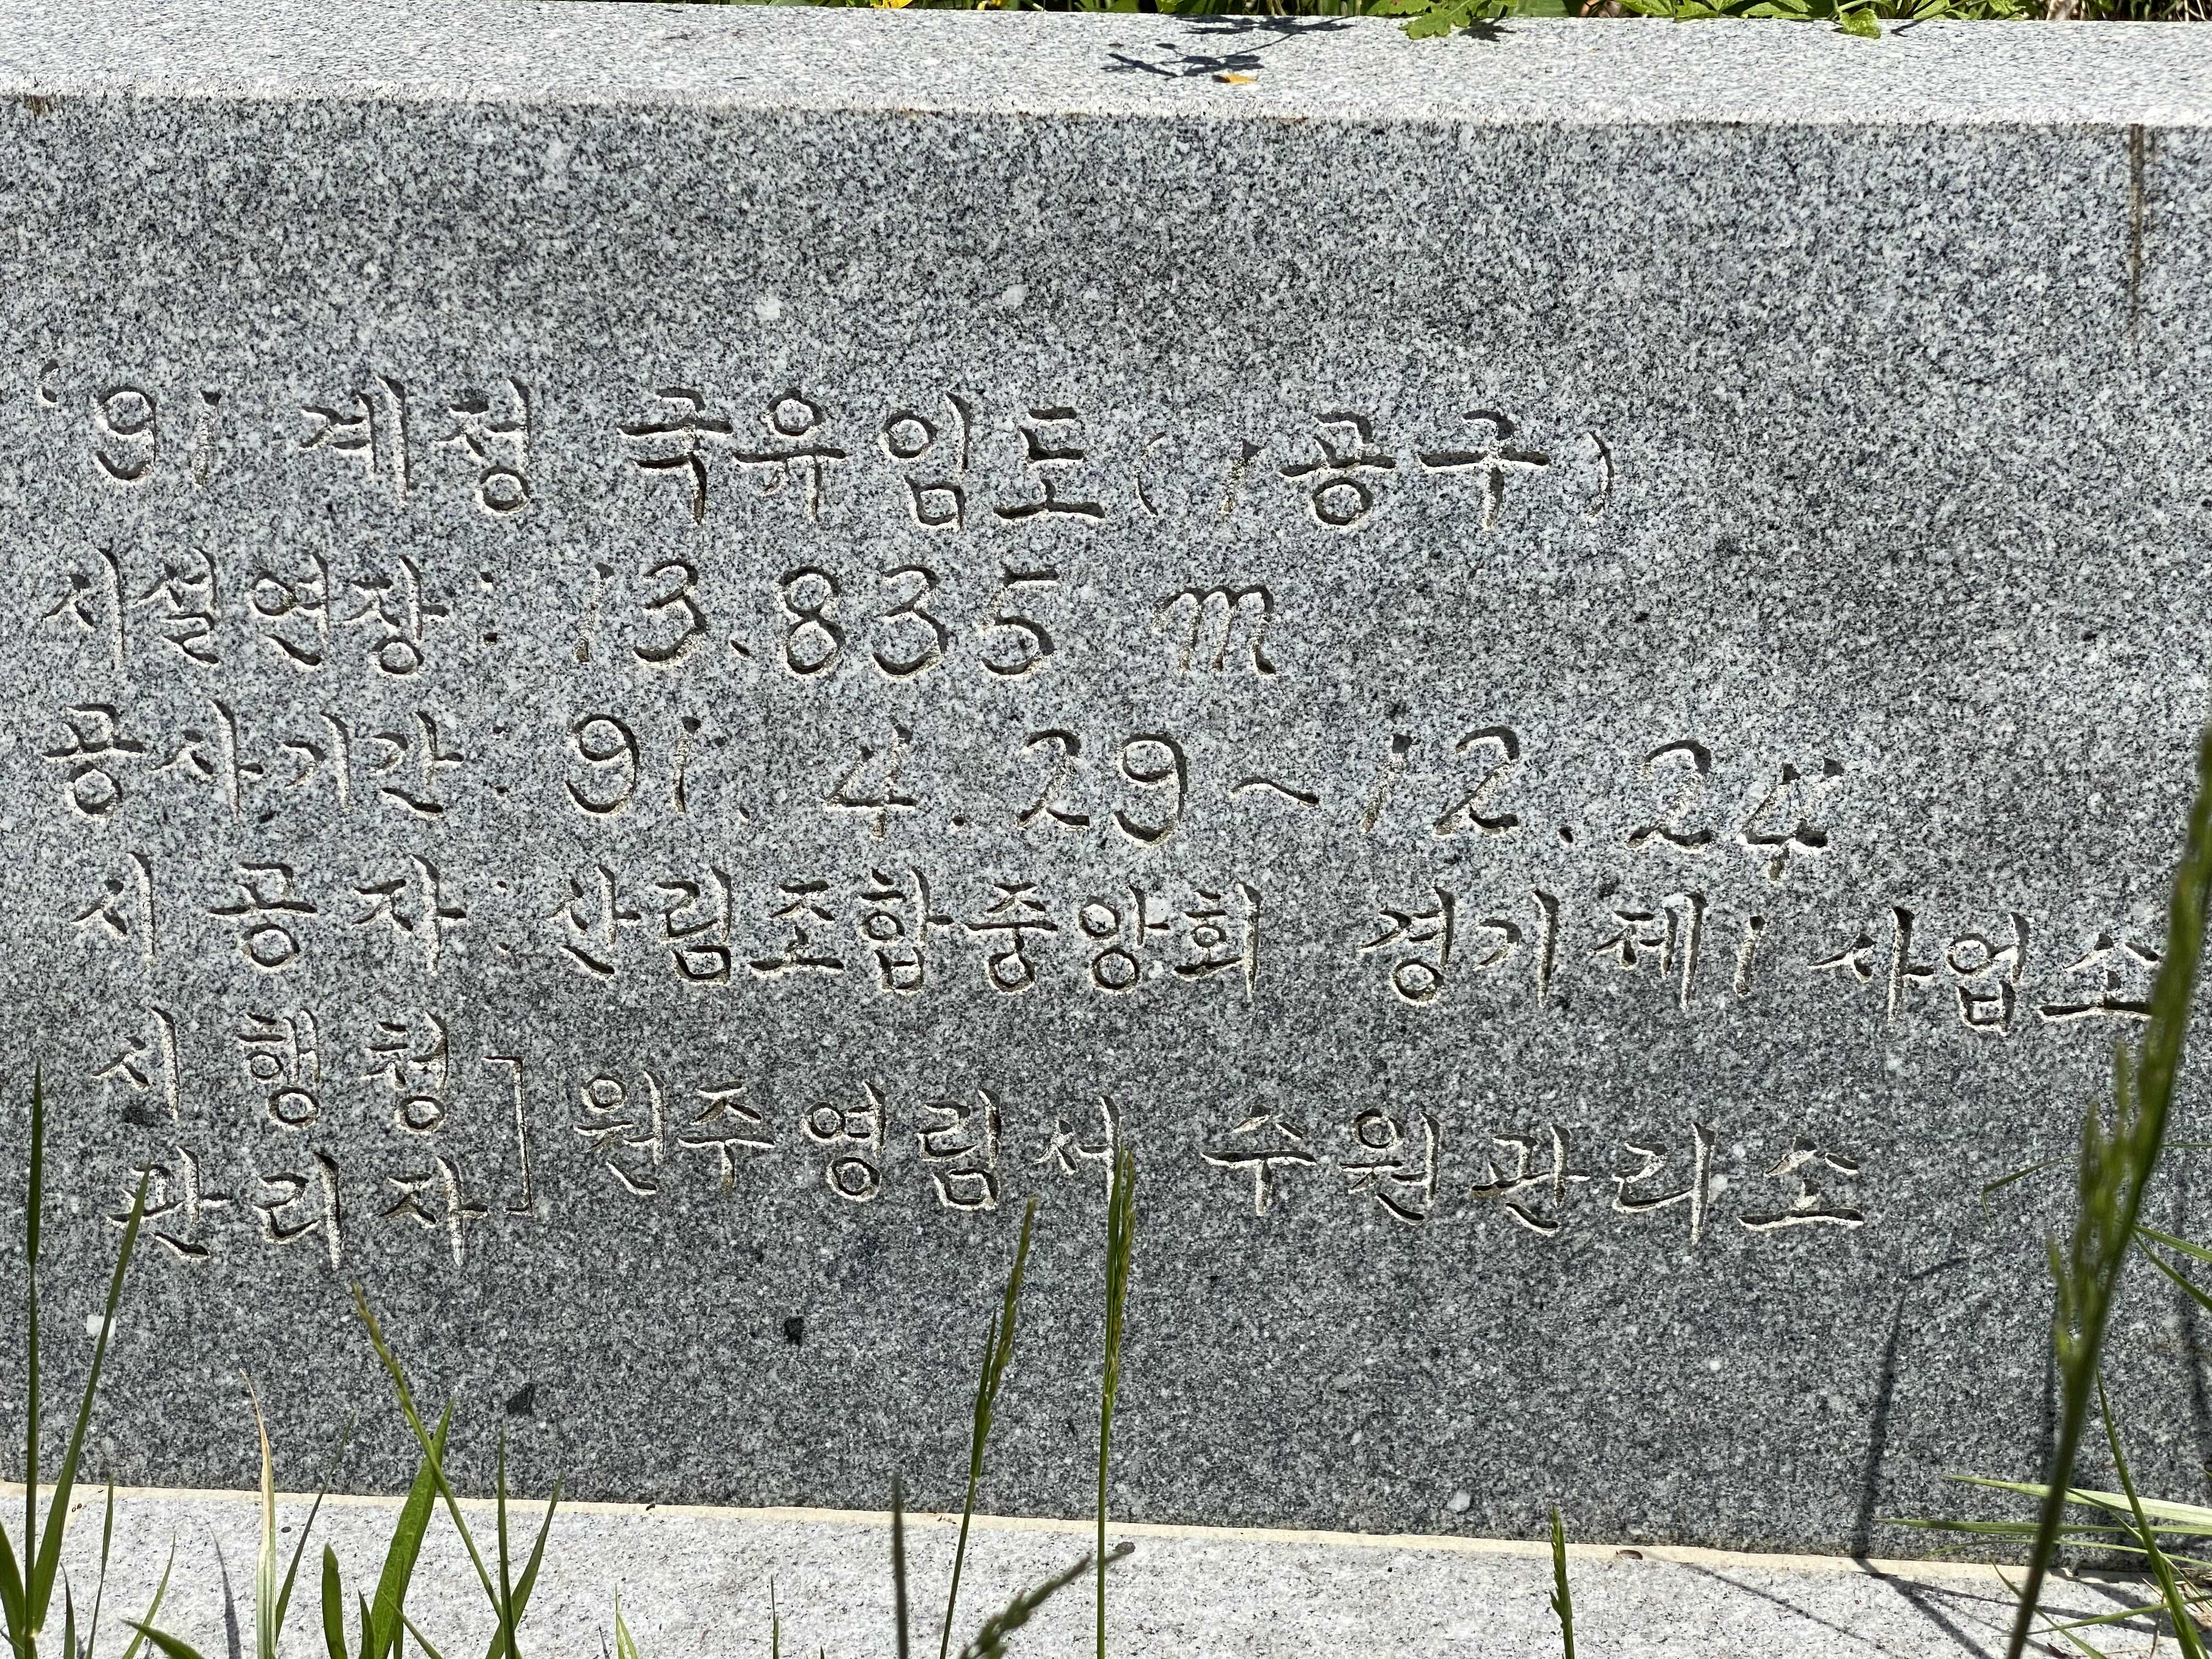 '91 계정 국유임도(1공구)
시설연장: 13.835 m
공사기간: 91. 4. 29~12. 24
시 공 자: 산림조합중앙회 경기제1 사업소
시 행 청
관 리 자] 원주영림서 수원관리소